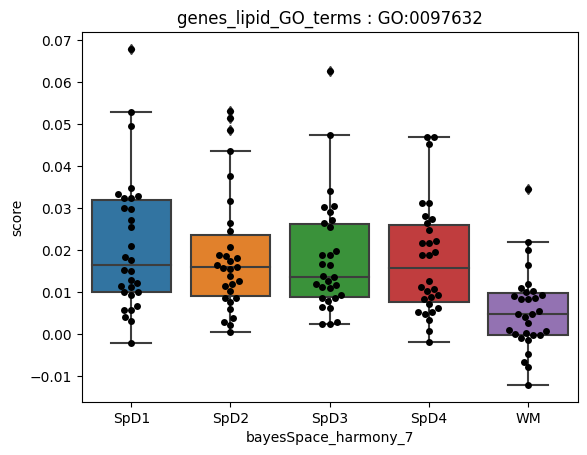 genes_lipid_GO_terms : GO:0097632
0.07
0.06
0.05
0.04
0.03
0.02
0.01
0.00
−0.01
score
SpD1 SpD2 SpD3 SpD4 WM
bayesSpace_harmony_7